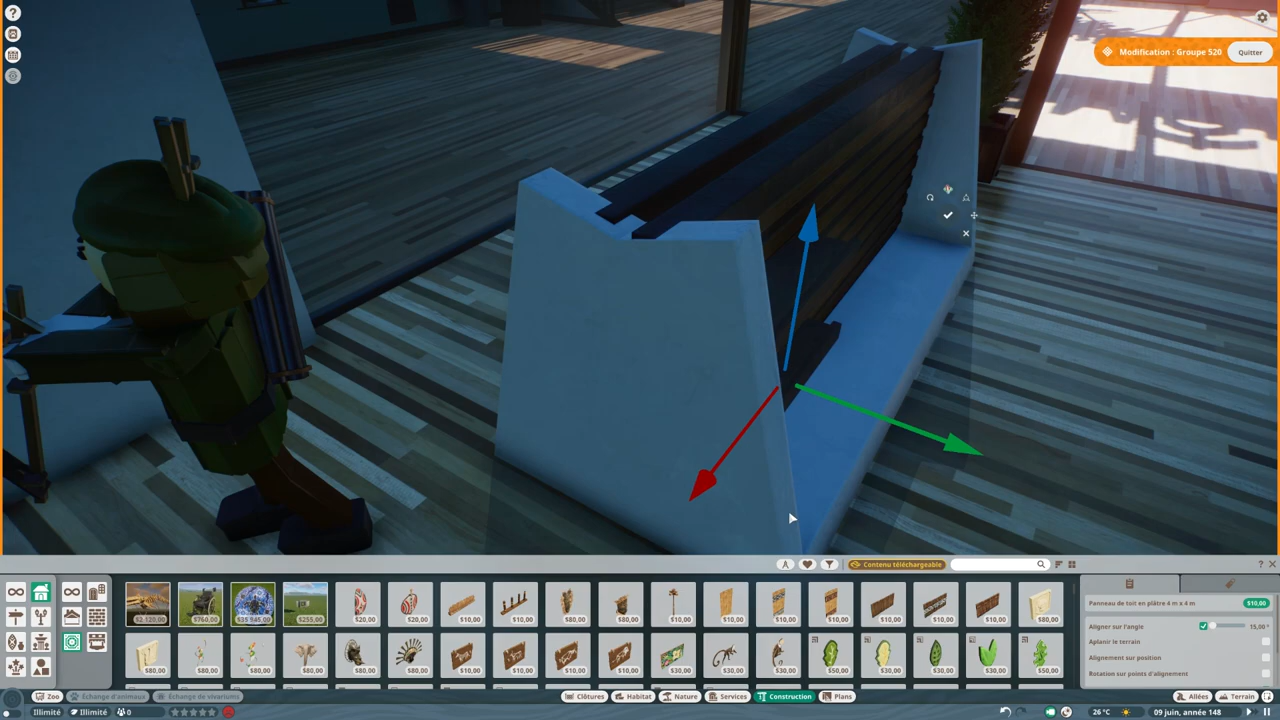 Modification : Groupe 520
Quitter
Contenu téléchargeable
$2.120,00 $760,00 $35.945,00 $255,00 $20,00 $20,00 $10,00 $10,00 $80,00 $80,00 $10,00 $10,00 $10,00 $10,00 $10,00 $10,00 $10,00 $80,00
$80,00 $80,00 $80,00 $80,00 $80,00 $80,00 $10,00 $10,00 $10,00 $10,00 $30,00 $30,00 $30,00 $50,00 $30,00 $30,00 $30,00 $50,00
Panneau de toit en plâtre 4 m x 4 m
$10,00
Aligner sur l'angle
15,00 °
Aplanir le terrain
Alignement sur position
Rotation sur points d'alignement
Zoo
Échange d'animaux
Échange de vivariums
Clôtures
Habitat
Nature
Services
Construction
Plans
Allées
Terrain
Illimité
Illimité
0
26 °C
09 juin, année 148